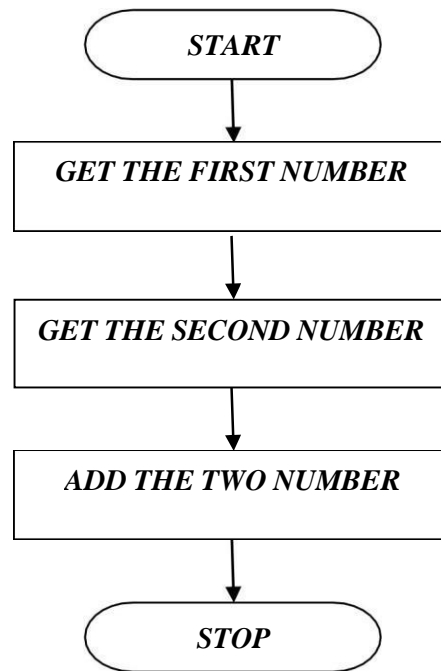 START
GET THE FIRST NUMBER
GET THE SECOND NUMBER
ADD THE TWO NUMBER
STOP